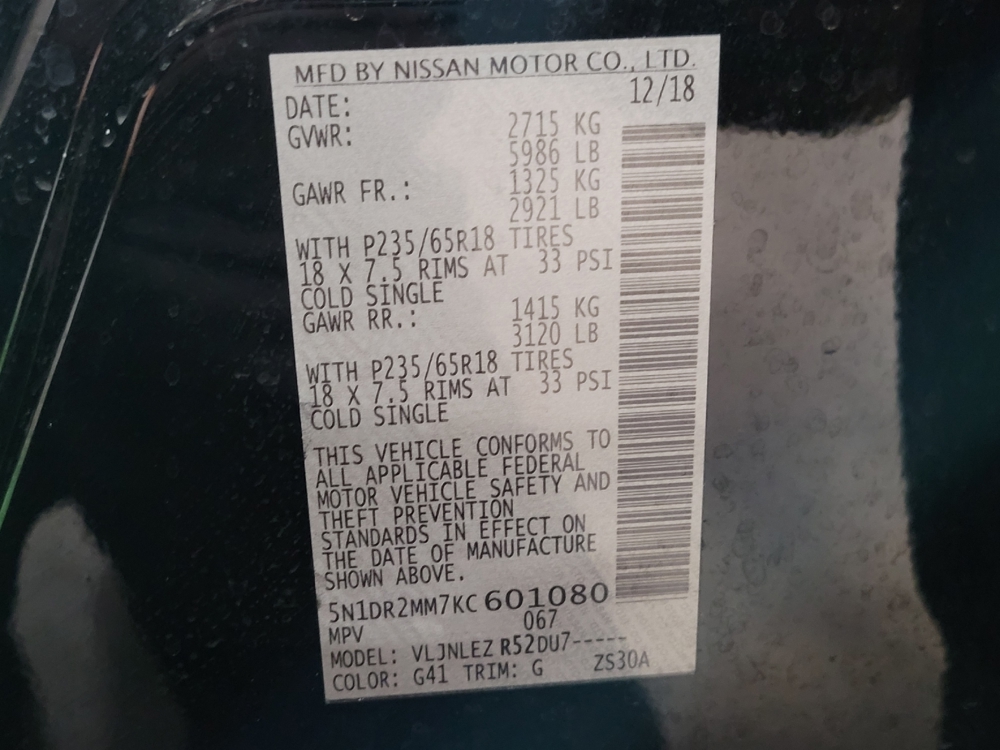 MFD BY NISSAN MOTOR CO., LTD.
DATE: 12/18
GVWR: 2715 KG
5986 LB
GAWR FR.: 1325 KG
2921 LB
WITH P235/65R18 TIRES
18 X 7.5 RIMS AT 33 PSI
COLD SINGLE
GAWR RR.: 1415 KG
3120 LB
WITH P235/65R18 TIRES
18 X 7.5 RIMS AT 33 PSI
COLD SINGLE
THIS VEHICLE CONFORMS TO
ALL APPLICABLE FEDERAL
MOTOR VEHICLE SAFETY AND
THEFT PREVENTION
STANDARDS IN EFFECT ON
THE DATE OF MANUFACTURE
SHOWN ABOVE.
5N1DR2MM7KC601080
MPV 067
MODEL: VLJNLEZ R52DU7-----
COLOR: G41 TRIM: G ZS30A